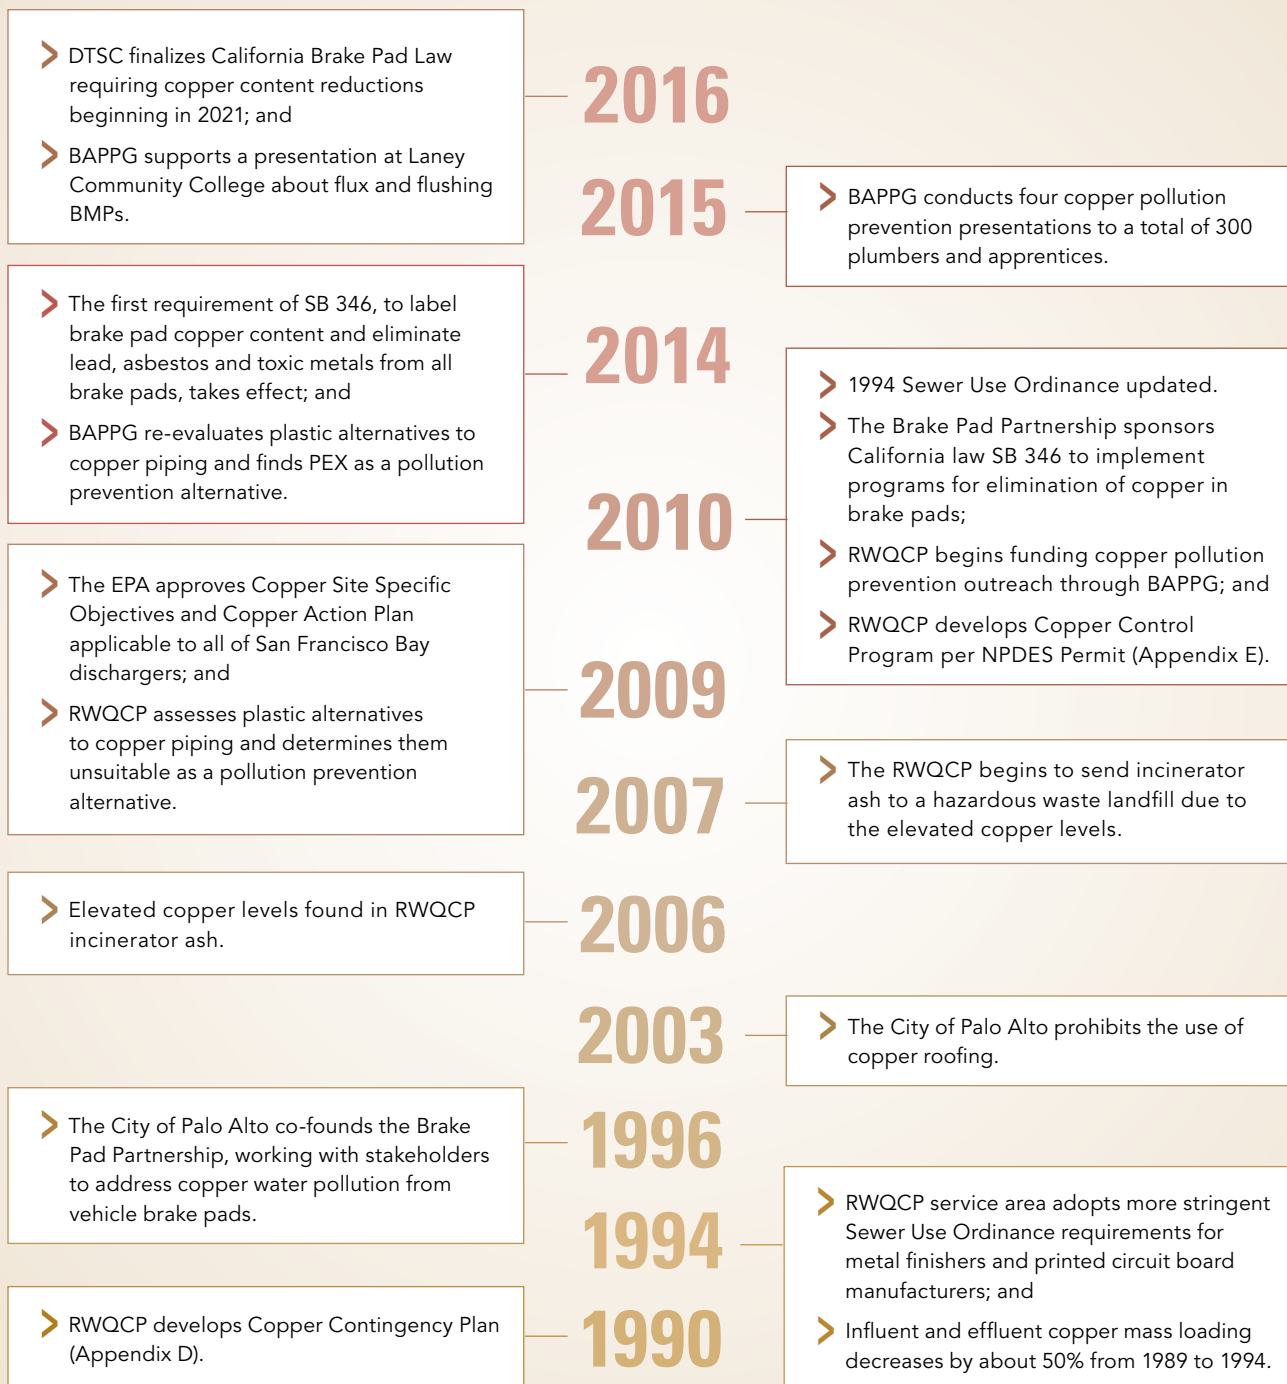 DTSC finalizes California Brake Pad Law
requiring copper content reductions
beginning in 2021; and
BAPPG supports a presentation at Laney
Community College about flux and flushing
BMPs.
2016
2015
BAPPG conducts four copper pollution
prevention presentations to a total of 300
plumbers and apprentices.
The first requirement of SB 346, to label
brake pad copper content and eliminate
lead, asbestos and toxic metals from all
brake pads, takes effect; and
BAPPG re-evaluates plastic alternatives to
copper piping and finds PEX as a pollution
prevention alternative.
2014
2010
1994 Sewer Use Ordinance updated.
The Brake Pad Partnership sponsors
California law SB 346 to implement
programs for elimination of copper in
brake pads;
RWQCP begins funding copper pollution
prevention outreach through BAPPG; and
RWQCP develops Copper Control
Program per NPDES Permit (Appendix E).
The EPA approves Copper Site Specific
Objectives and Copper Action Plan
applicable to all of San Francisco Bay
dischargers; and
RWQCP assesses plastic alternatives
to copper piping and determines them
unsuitable as a pollution prevention
alternative.
2009
2007
The RWQCP begins to send incinerator
ash to a hazardous waste landfill due to
the elevated copper levels.
Elevated copper levels found in RWQCP
incinerator ash.
2006
2003
The City of Palo Alto prohibits the use of
copper roofing.
The City of Palo Alto co-founds the Brake
Pad Partnership, working with stakeholders
to address copper water pollution from
vehicle brake pads.
1996
1994
RWQCP service area adopts more stringent
Sewer Use Ordinance requirements for
metal finishers and printed circuit board
manufacturers; and
Influent and effluent copper mass loading
decreases by about 50% from 1989 to 1994.
RWQCP develops Copper Contingency Plan
(Appendix D).
1990